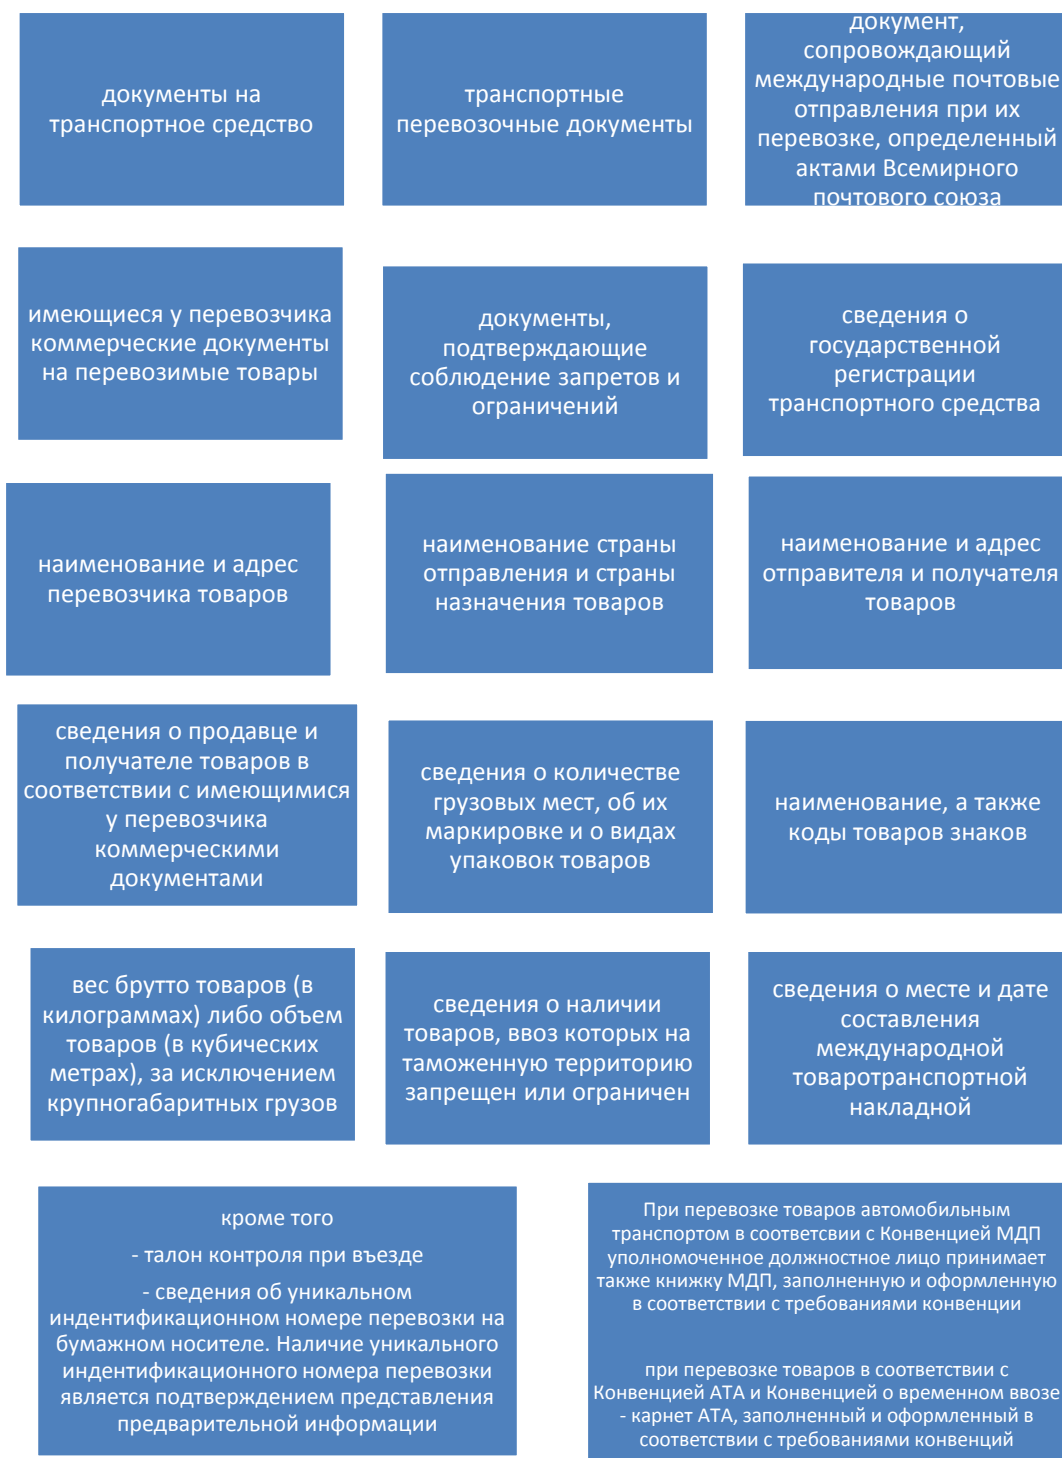 документы на
транспортное средство
транспортные
перевозочные документы
документ,
сопровождающий
международные почтовые
отправления при их
перевозке, определенный
актами Всемирного
почтового союза
имеющиеся у перевозчика
коммерческие документы
на перевозимые товары
документы,
подтверждающие
соблюдение запретов и
ограничений
сведения о
государственной
регистрации
транспортного средства
наименование и адрес
перевозчика товаров
наименование страны
отправления и страны
назначения товаров
наименование и адрес
отправителя и получателя
товаров
сведения о продавце и
получателе товаров в
соответствии с имеющимися
у перевозчика
коммерческими
документами
сведения о количестве
грузовых мест, об их
маркировке и о видах
упаковок товаров
наименование, а также
коды товаров знаков
вес брутто товаров (в
килограммах) либо объем
товаров (в кубических
метрах), за исключением
крупногабаритных грузов
сведения о наличии
товаров, ввоз которых на
таможенную территорию
запрещен или ограничен
сведения о месте и дате
составления
международной
товаротранспортной
накладной
кроме того
- талон контроля при въезде
- сведения об уникальном
индентификационном номере перевозки на
бумажном носителе. Наличие уникального
индентификационного номера перевозки
является подтверждением представления
предварительной информации
При перевозке товаров автомобильным
транспортом в соответсвии с Конвенцией МДП
уполномоченное должностное лицо принимает
также книжку МДП, заполненную и оформленную
в соответствии с требованиями конвенции
при перевозке товаров в соответствии с
Конвенцией АТА и Конвенцией о временном ввозе
- карнет АТА, заполненный и оформленный в
соответствии с требованиями конвенций